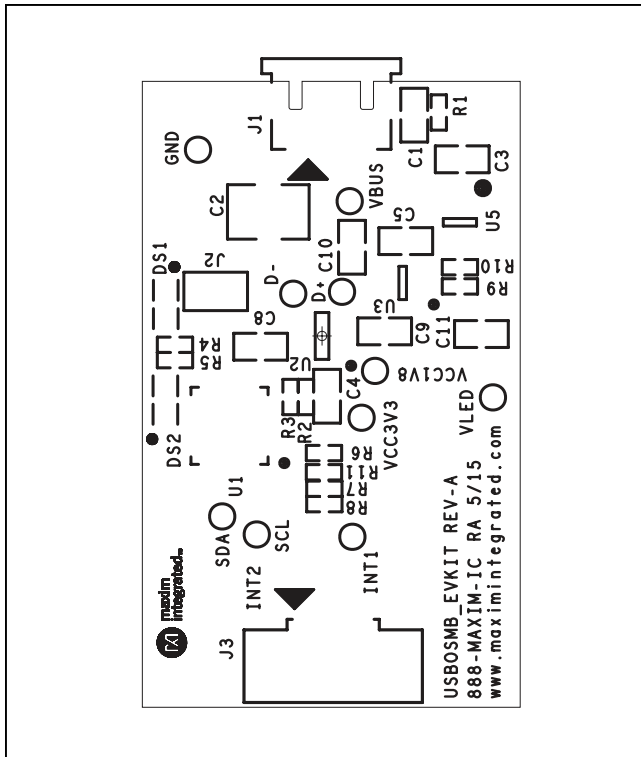 J1
R1
GND
C1
C3
C2
VBUS
C5
U5
C10
DS1
J2
D-
D+
R10
R9
U3
C8
C9
C11
R4
R5
U2
C4
VCC1V8
DS2
R3
R2
VCC3V3
VLED
R6
R11
R7
R8
U1
SDA
SCL
INT2
INT1
maxim
integrated™
J3
USBOSMB_EVKIT REV-A
888-MAXIM-IC RA 5/15
www.maximintegrated.com